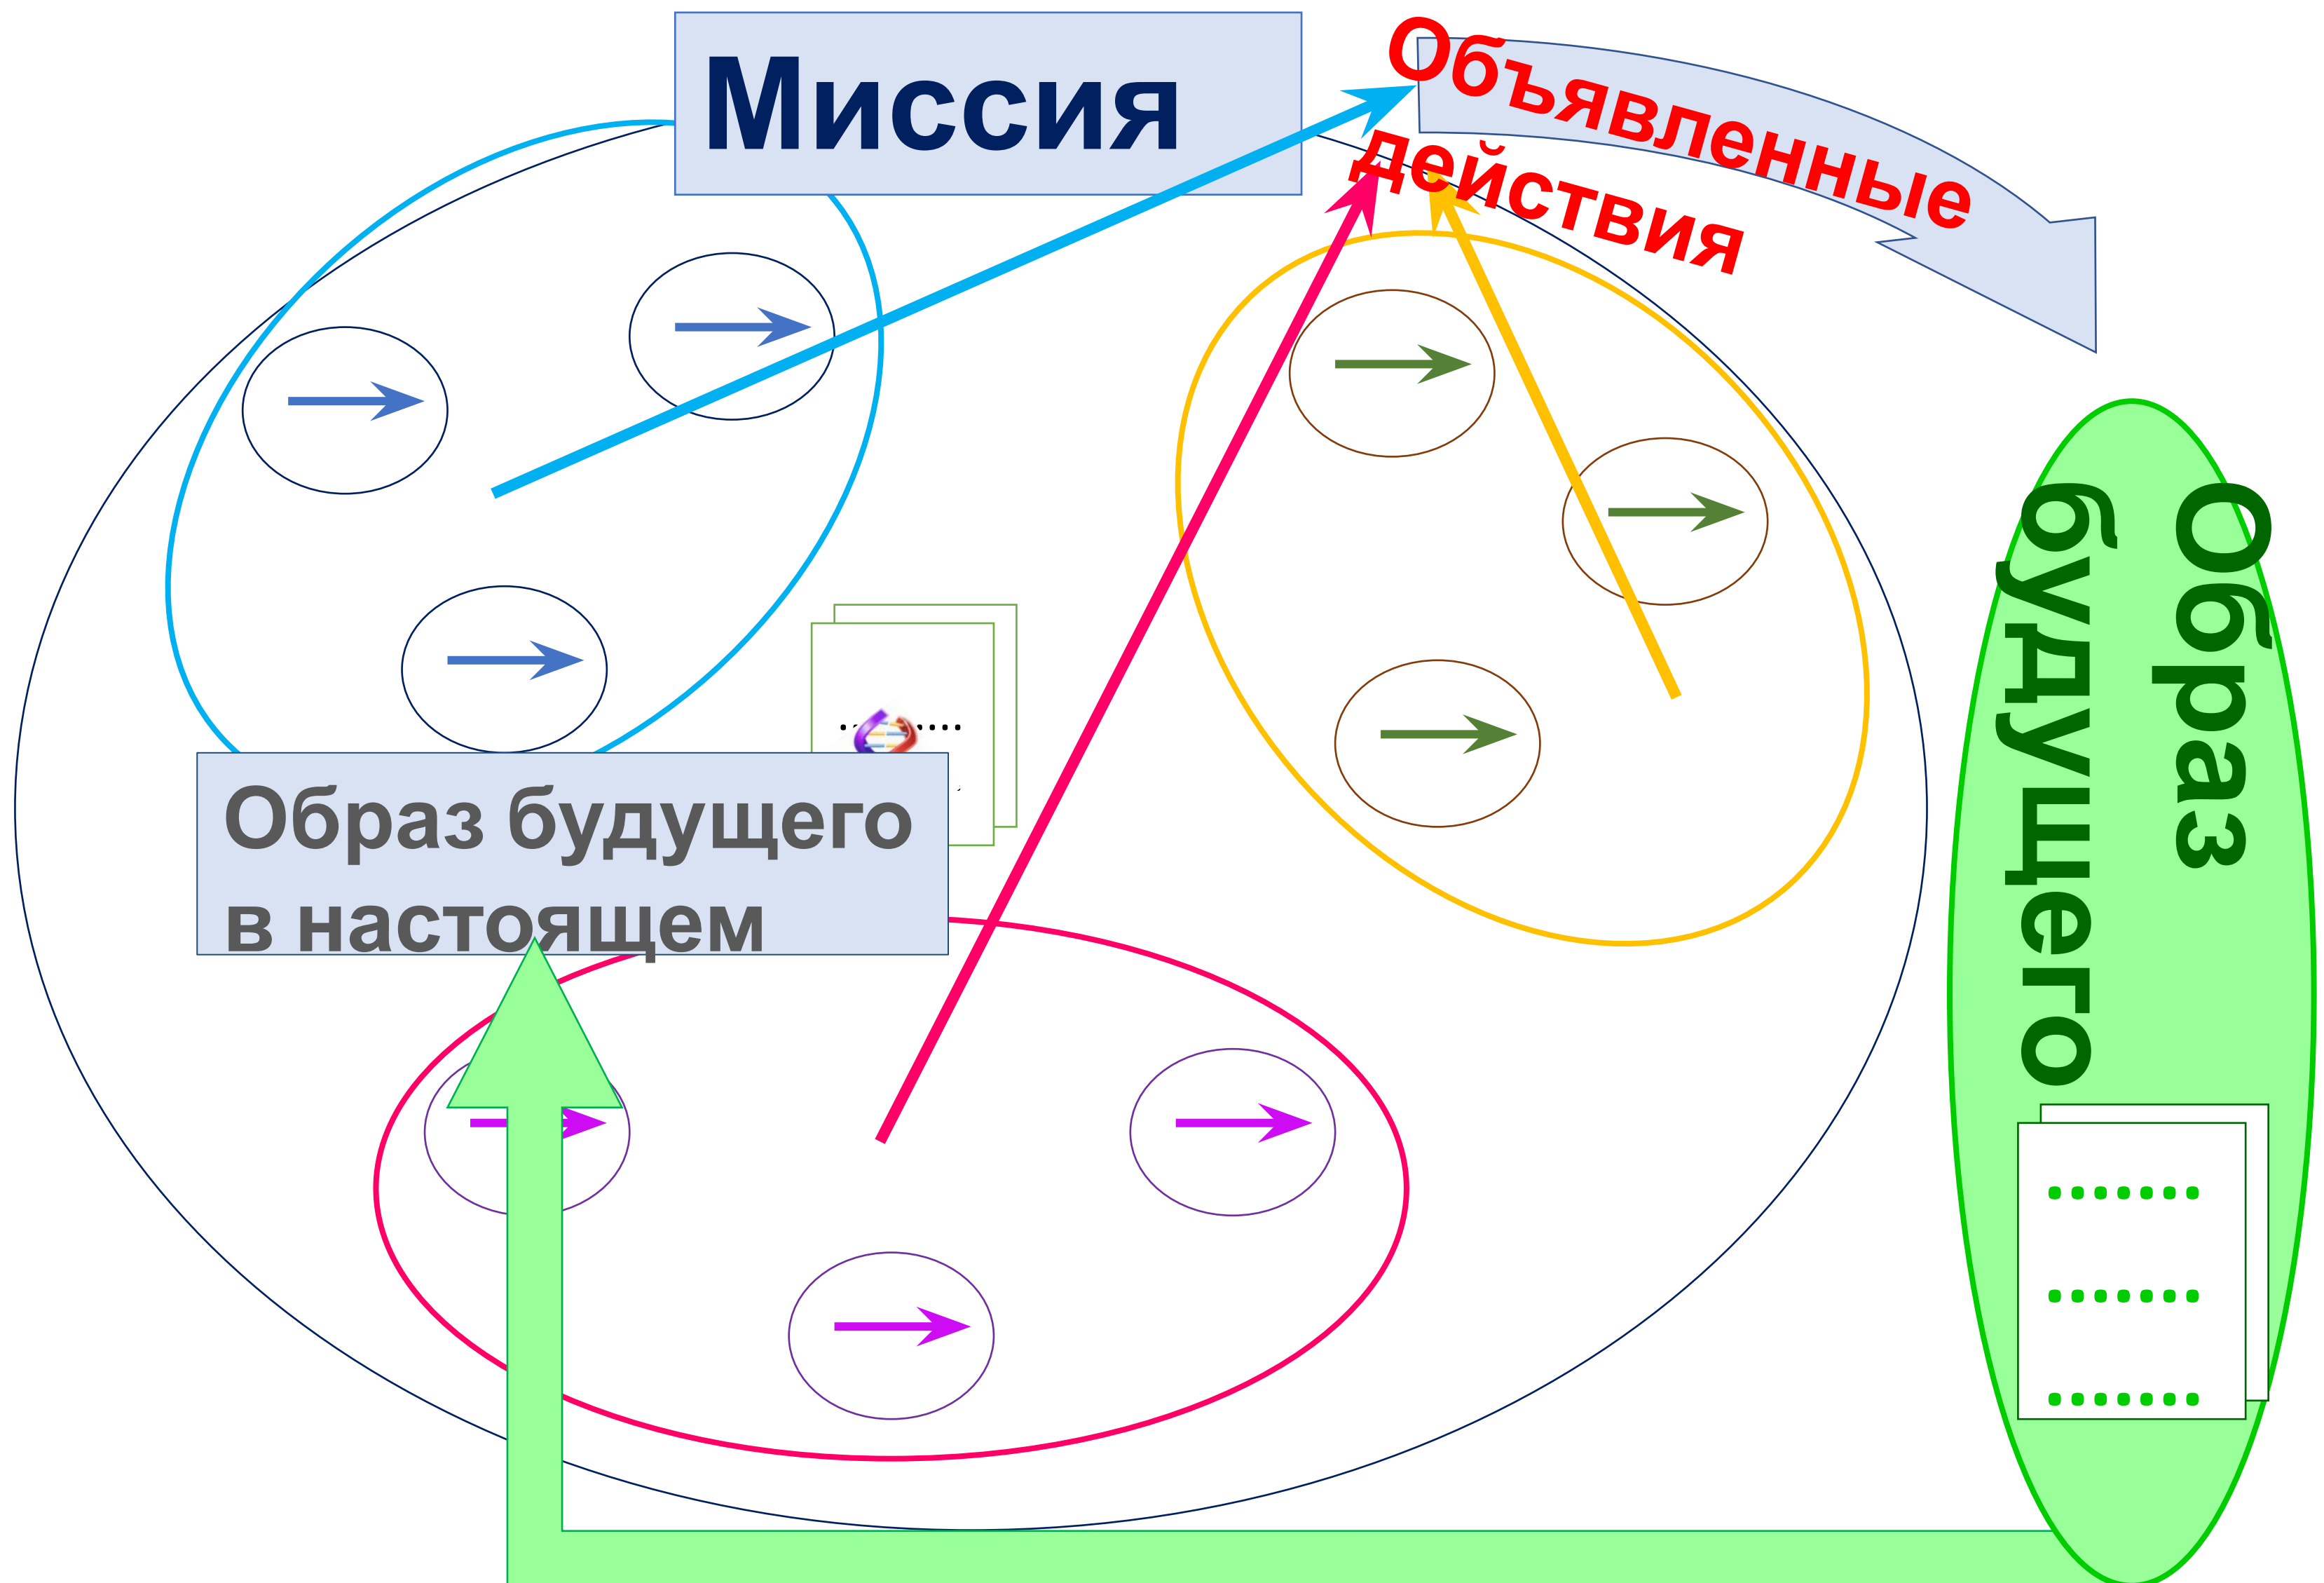 Миссия
Объявленные
действия
Образ будущего
в настоящем
Образ
будущего